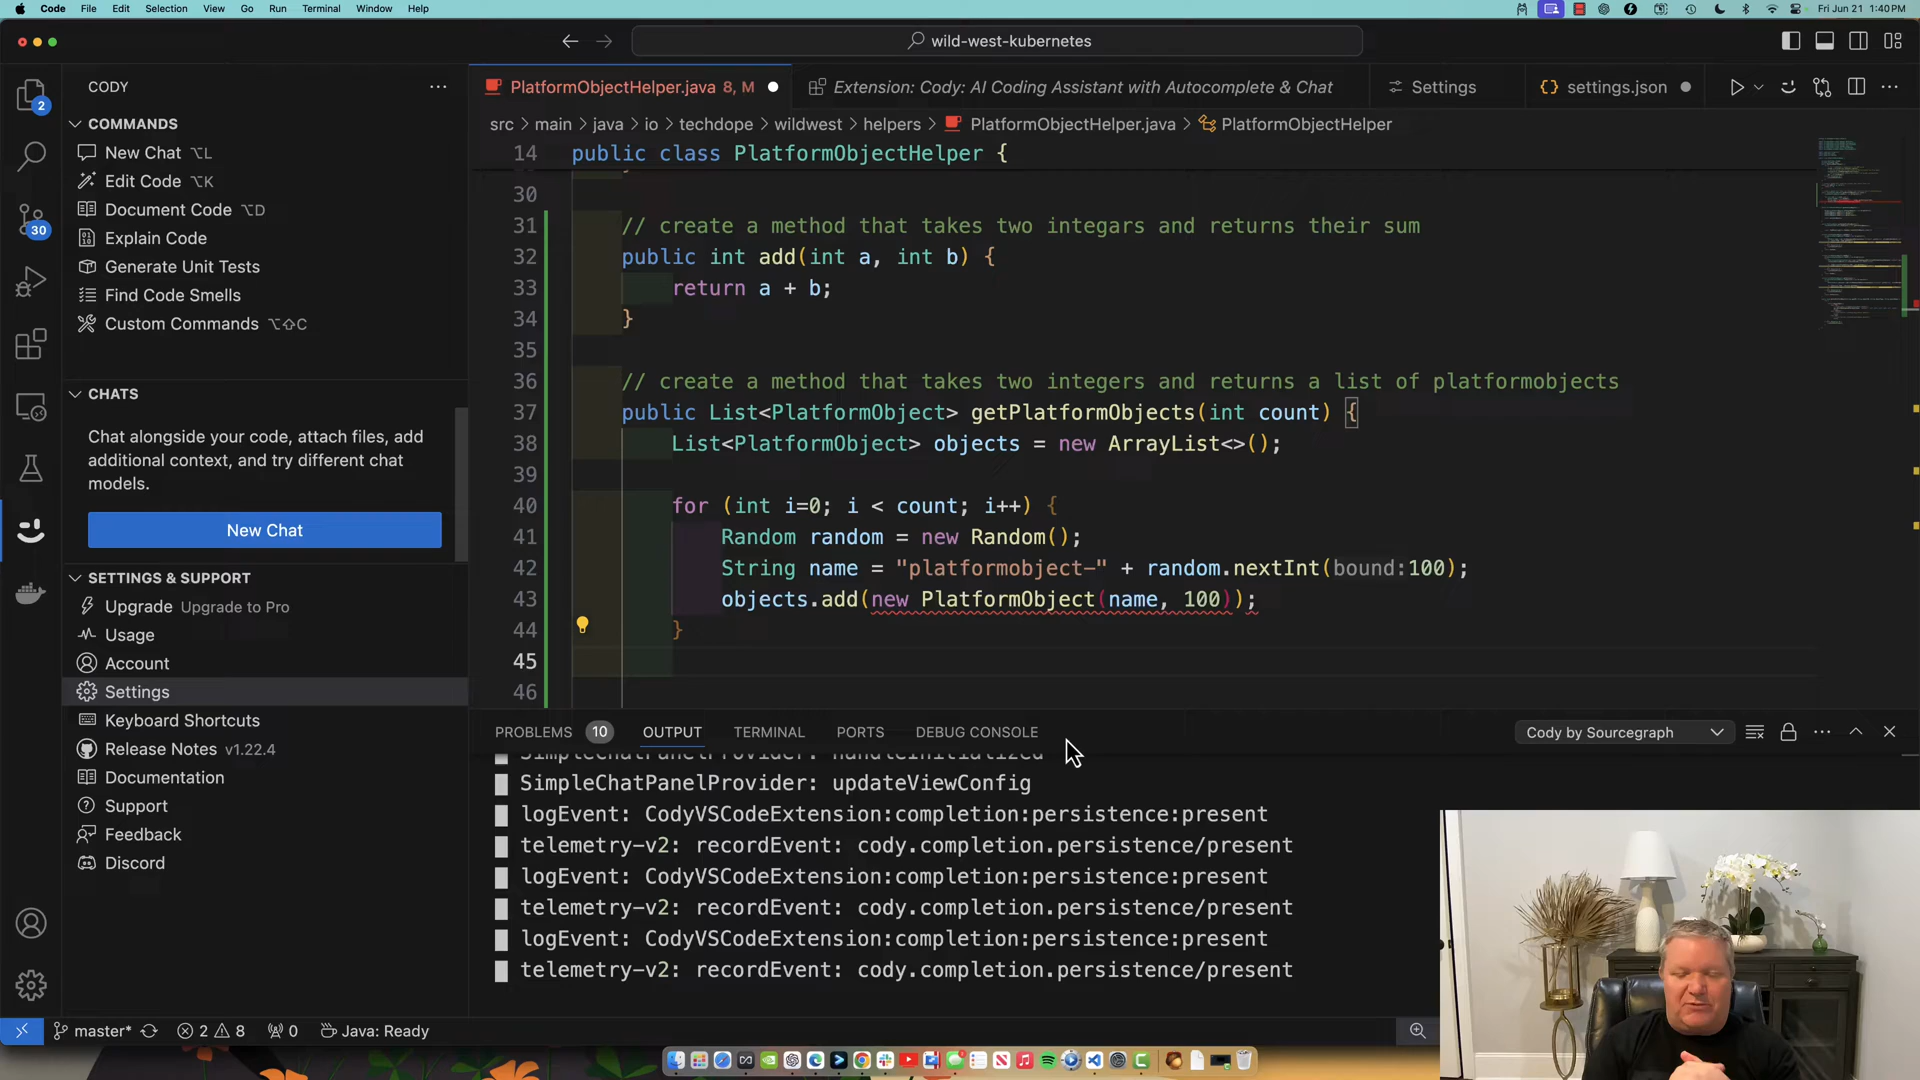 Code File Edit Selection View Go Run Terminal Window Help
Fri Jun 21 1:40 PM
wild-west-kubernetes
CODY
COMMANDS
New Chat ⌥L
Edit Code ⌥K
Document Code ⌥D
Explain Code
Generate Unit Tests
Find Code Smells
Custom Commands ⌥⇧C
CHATS
Chat alongside your code, attach files, add
additional context, and try different chat
models.
New Chat
SETTINGS & SUPPORT
Upgrade Upgrade to Pro
Usage
Account
Settings
Keyboard Shortcuts
Release Notes v1.22.4
Documentation
Support
Feedback
Discord
2
30
PlatformObjectHelper.java 8, M
Extension: Cody: AI Coding Assistant with Autocomplete & Chat
Settings
{} settings.json
src > main > java > io > techdope > wildwest > helpers > PlatformObjectHelper.java > PlatformObjectHelper
14 public class PlatformObjectHelper {
30
31 // create a method that takes two integars and returns their sum
32 public int add(int a, int b) {
33 return a + b;
34 }
35
36 // create a method that takes two integers and returns a list of platformobjects
37 public List<PlatformObject> getPlatformObjects(int count) {
38 List<PlatformObject> objects = new ArrayList<>();
39
40 for (int i=0; i < count; i++) {
41 Random random = new Random();
42 String name = "platformobject-" + random.nextInt(bound:100);
43 objects.add(new PlatformObject(name, 100));
44 }
45
46
PROBLEMS 10 OUTPUT TERMINAL PORTS DEBUG CONSOLE
Cody by Sourcegraph
SimpleChatPanelProvider: handleInitialized
SimpleChatPanelProvider: updateViewConfig
logEvent: CodyVSCodeExtension:completion:persistence:present
telemetry-v2: recordEvent: cody.completion.persistence/present
logEvent: CodyVSCodeExtension:completion:persistence:present
telemetry-v2: recordEvent: cody.completion.persistence/present
logEvent: CodyVSCodeExtension:completion:persistence:present
telemetry-v2: recordEvent: cody.completion.persistence/present
master* 2 8 0 Java: Ready